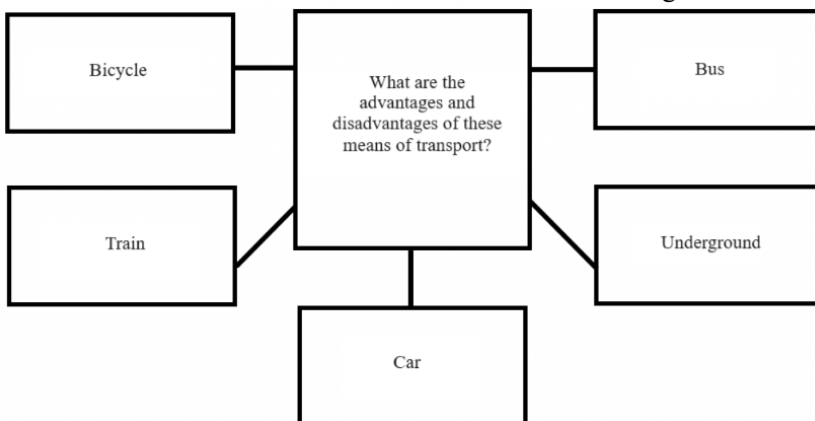 Bicycle
What are the
advantages and
disadvantages of these
means of transport?
Bus
Train
Underground
Car